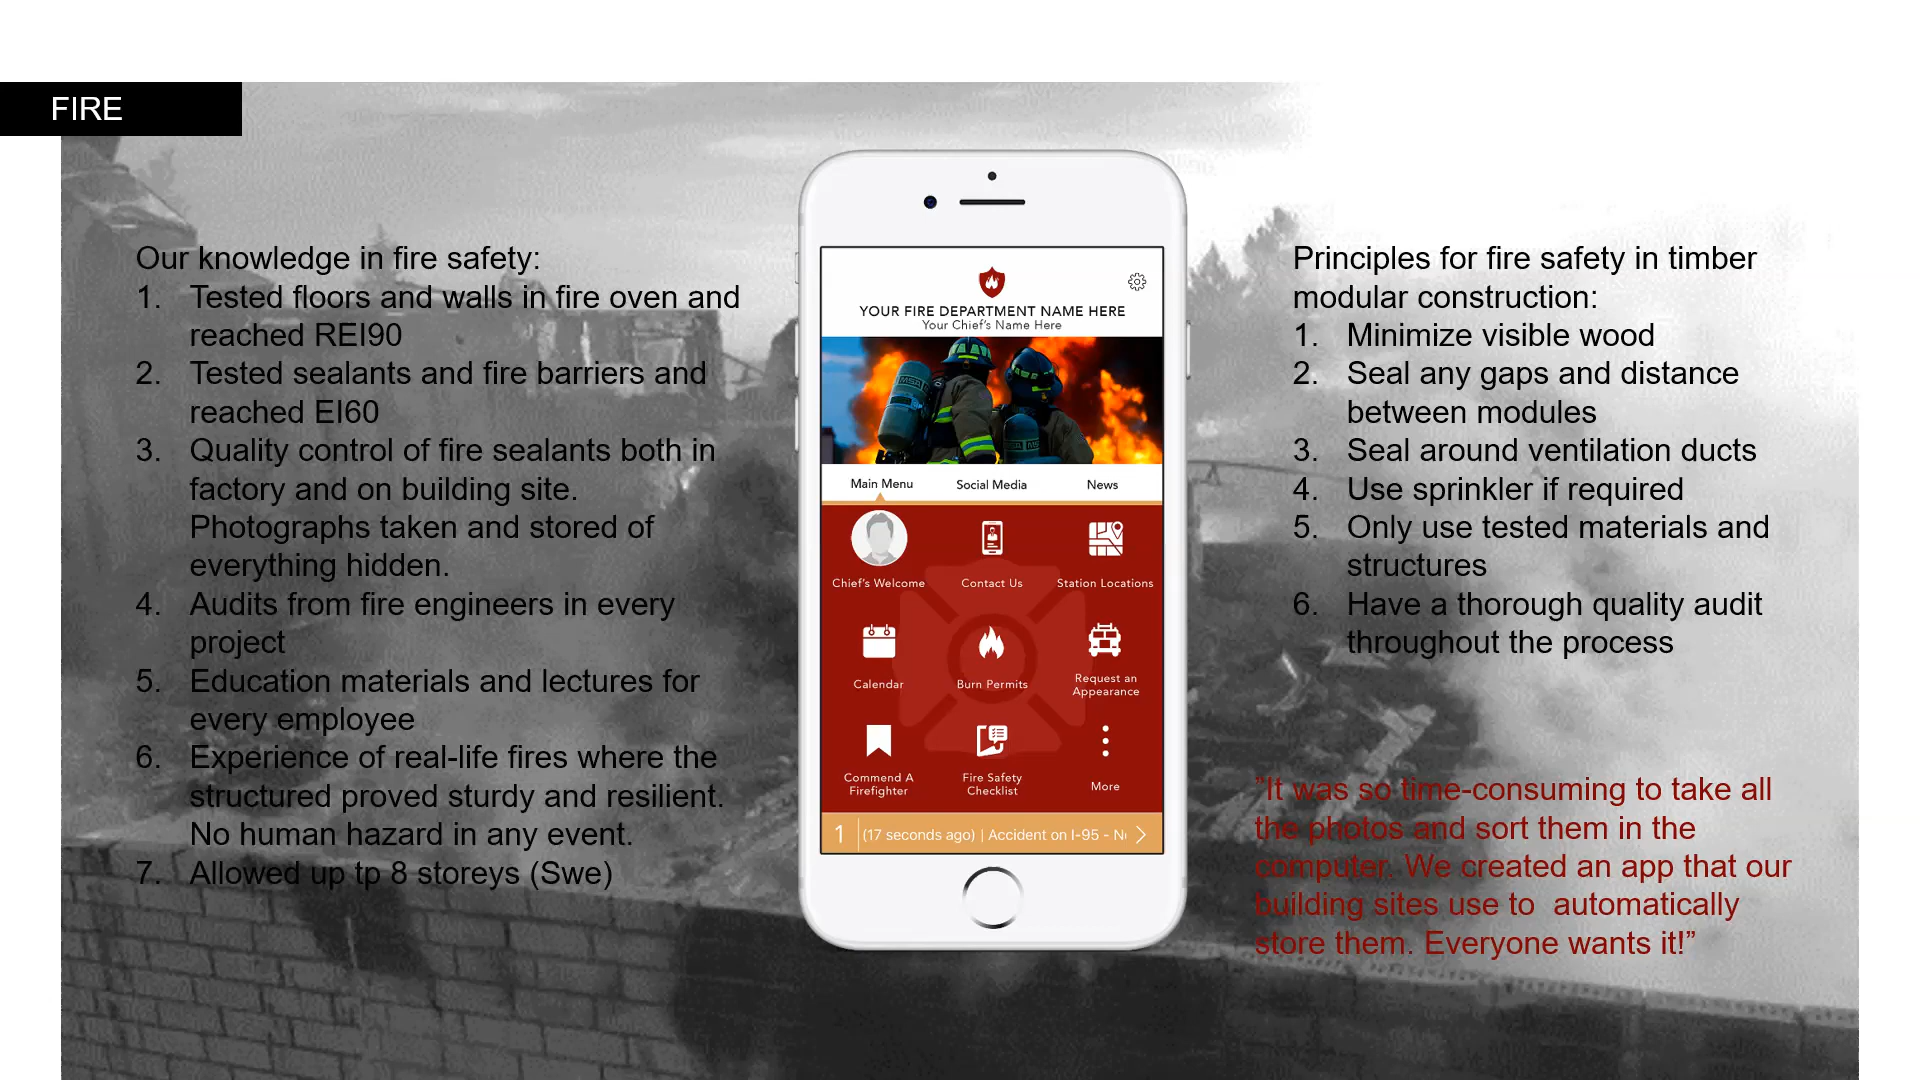 FIRE
Our knowledge in fire safety:
1. Tested floors and walls in fire oven and
reached REI90
2. Tested sealants and fire barriers and
reached EI60
3. Quality control of fire sealants both in
factory and on building site.
Photographs taken and stored of
everything hidden.
4. Audits from fire engineers in every
project
5. Education materials and lectures for
every employee
6. Experience of real-life fires where the
structured proved sturdy and resilient.
No human hazard in any event.
7. Allowed up tp 8 storeys (Swe)
YOUR FIRE DEPARTMENT NAME HERE
Your Chief's Name Here
MSA
Main Menu Social Media News
Chief's Welcome Contact Us Station Locations
Calendar Burn Permits Request an
Appearance
Commend A
Firefighter
Fire Safety
Checklist
More
1 (17 seconds ago) | Accident on I-95 -
Principles for fire safety in timber
modular construction:
1. Minimize visible wood
2. Seal any gaps and distance
between modules
3. Seal around ventilation ducts
4. Use sprinkler if required
5. Only use tested materials and
structures
6. Have a thorough quality audit
throughout the process
”It was so time-consuming to take all
the photos and sort them in the
computer. We created an app that our
building sites use to automatically
store them. Everyone wants it!”